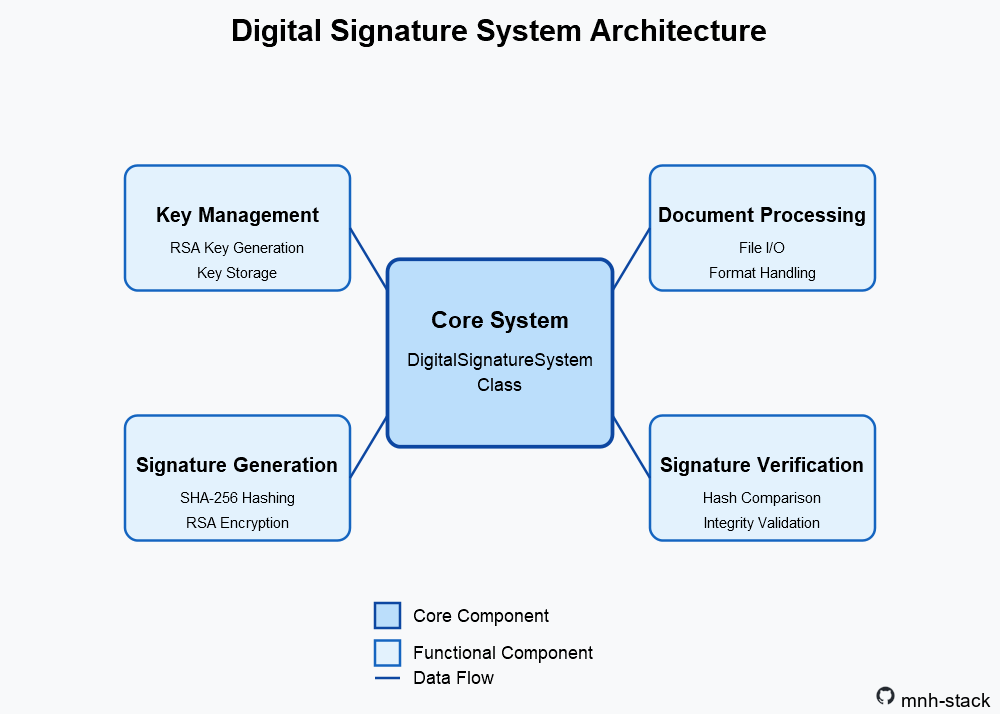 Digital Signature System Architecture
Key Management
RSA Key Generation
Key Storage
Document Processing
File I/O
Format Handling
Core System
DigitalSignatureSystem
Class
Signature Generation
SHA-256 Hashing
RSA Encryption
Signature Verification
Hash Comparison
Integrity Validation
Core Component
Functional Component
Data Flow
mnh-stack